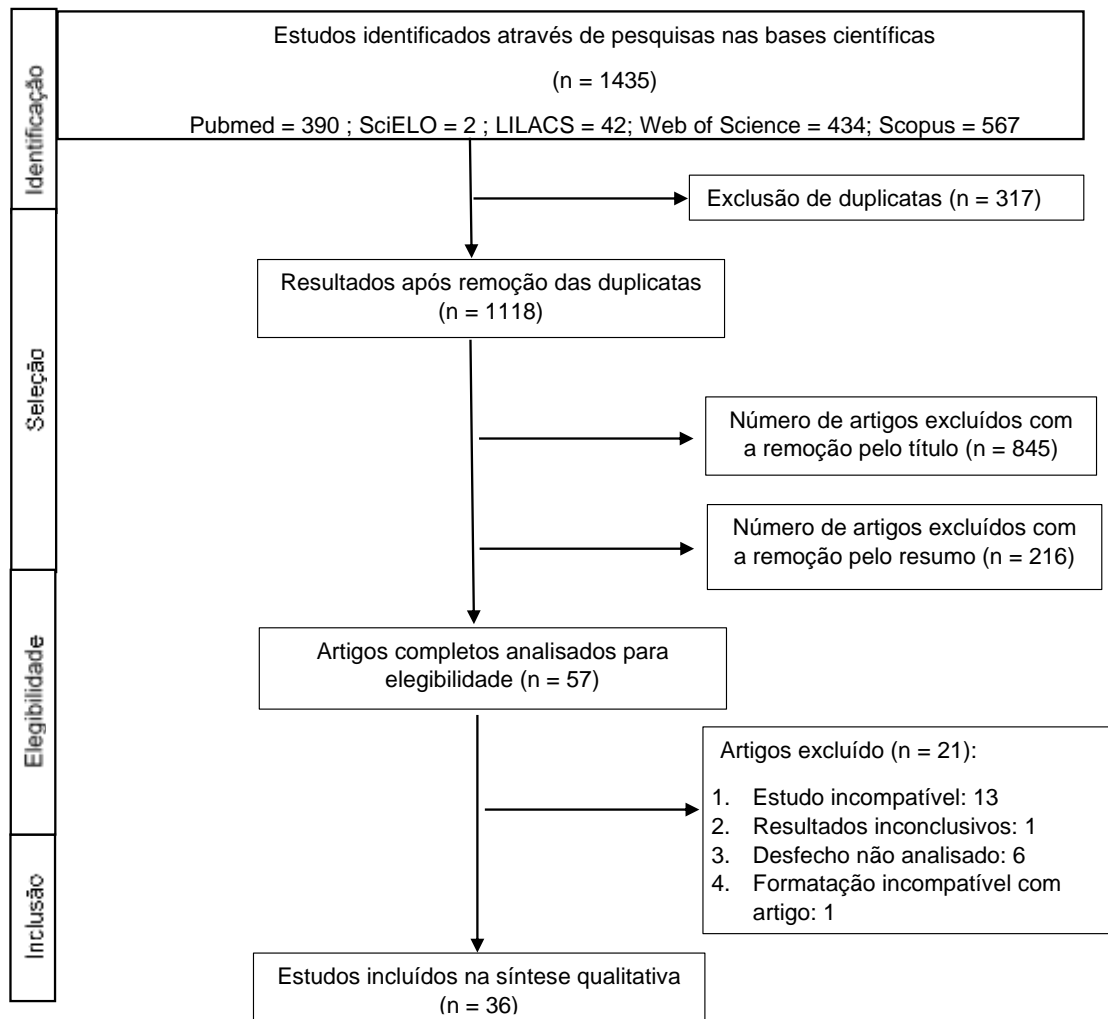 Identificação
Estudos identificados através de pesquisas nas bases científicas
(n = 1435)
Pubmed = 390 ; SciELO = 2 ; LILACS = 42; Web of Science = 434; Scopus = 567
Exclusão de duplicatas (n = 317)
Seleção
Resultados após remoção das duplicatas
(n = 1118)
Número de artigos excluídos com
a remoção pelo título (n = 845)
Número de artigos excluídos com
a remoção pelo resumo (n = 216)
Elegibilidade
Artigos completos analisados para
elegibilidade (n = 57)
Artigos excluído (n = 21):
1. Estudo incompatível: 13
2. Resultados inconclusivos: 1
3. Desfecho não analisado: 6
4. Formatação incompatível com
artigo: 1
Inclusão
Estudos incluídos na síntese qualitativa
(n = 36)